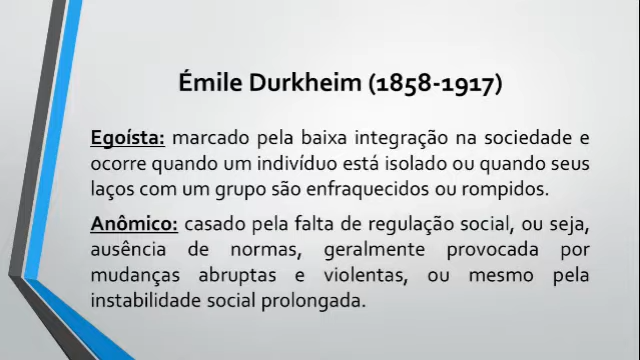 Émile Durkheim (1858-1917)
Egoísta: marcado pela baixa integração na sociedade e
ocorre quando um indivíduo está isolado ou quando seus
laços com um grupo são enfraquecidos ou rompidos.
Anômico: casado pela falta de regulação social, ou seja,
ausência de normas, geralmente provocada por
mudanças abruptas e violentas, ou mesmo pela
instabilidade social prolongada.